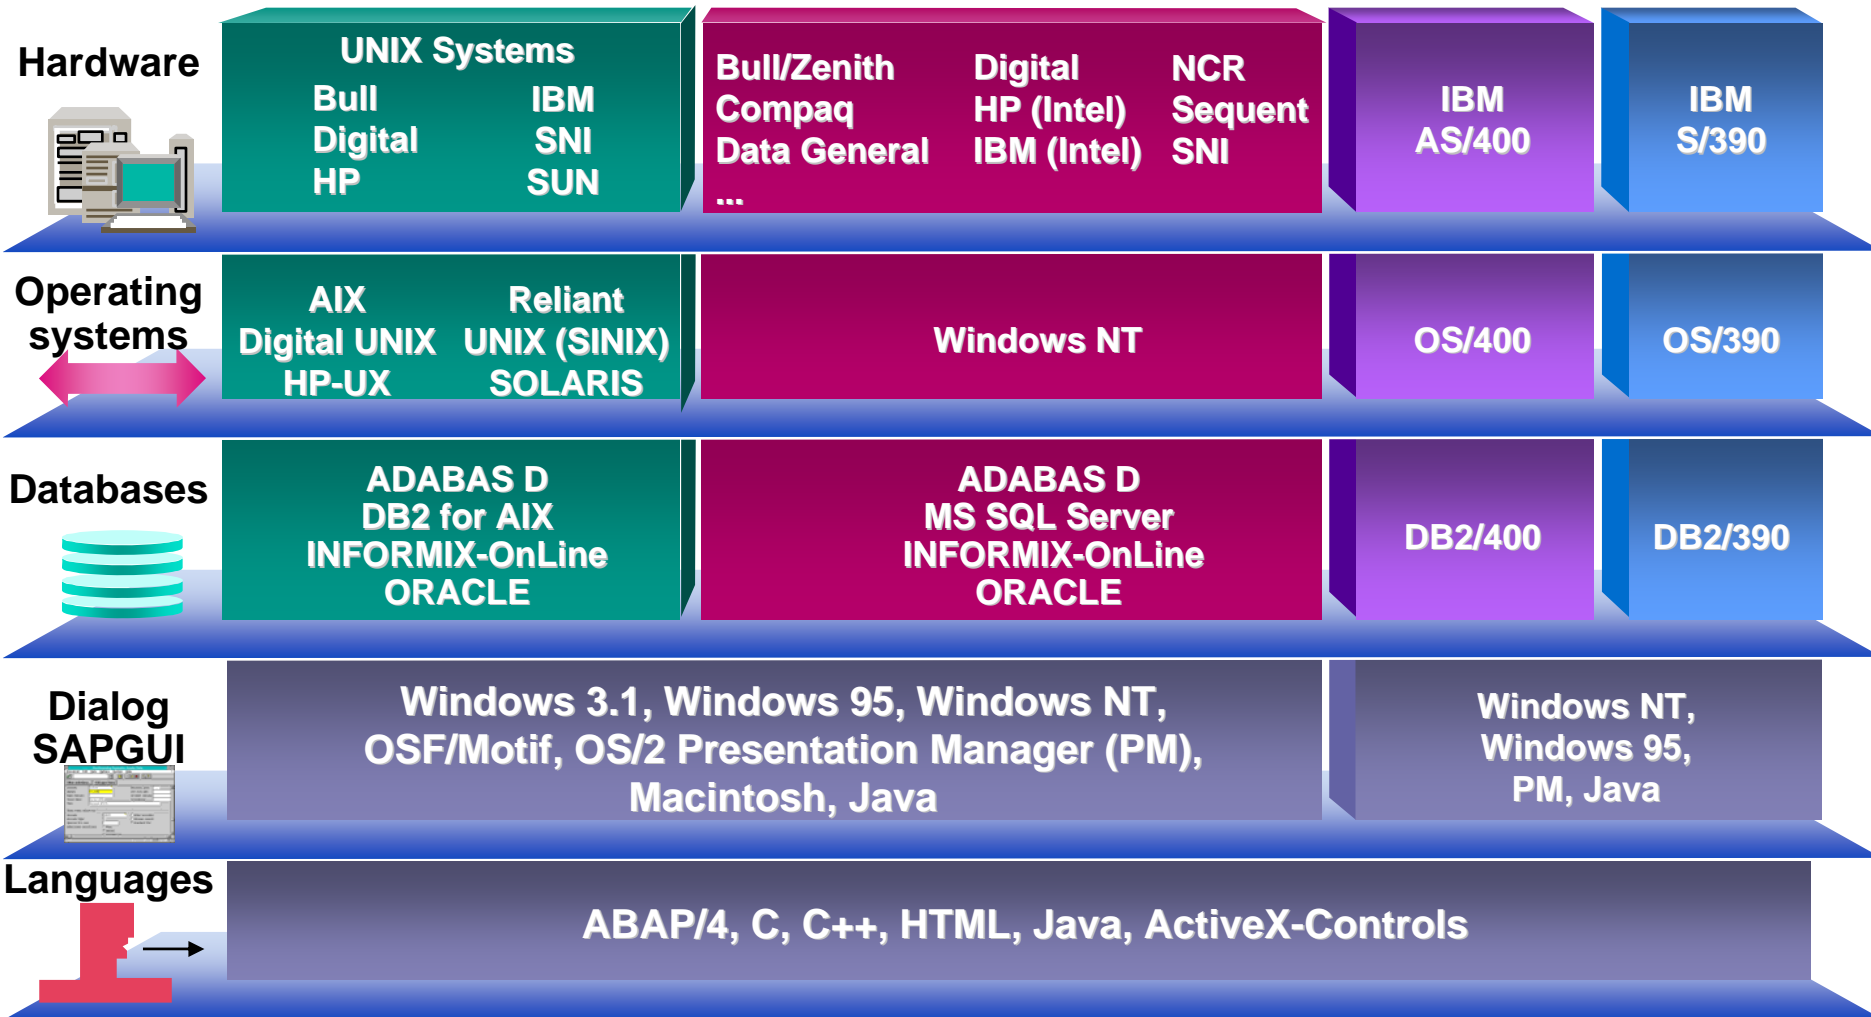 Hardware
UNIX Systems
Bull IBM
Digital SNI
HP SUN
Bull/Zenith Digital NCR
Compaq HP (Intel) Sequent
Data General IBM (Intel) SNI
...
IBM
AS/400
IBM
S/390
Operating
systems
AIX Reliant
Digital UNIX UNIX (SINIX)
HP-UX SOLARIS
Windows NT
OS/400
OS/390
Databases
ADABAS D
DB2 for AIX
INFORMIX-OnLine
ORACLE
ADABAS D
MS SQL Server
INFORMIX-OnLine
ORACLE
DB2/400
DB2/390
Dialog
SAPGUI
Windows 3.1, Windows 95, Windows NT,
OSF/Motif, OS/2 Presentation Manager (PM),
Macintosh, Java
Windows NT,
Windows 95,
PM, Java
Languages
ABAP/4, C, C++, HTML, Java, ActiveX-Controls